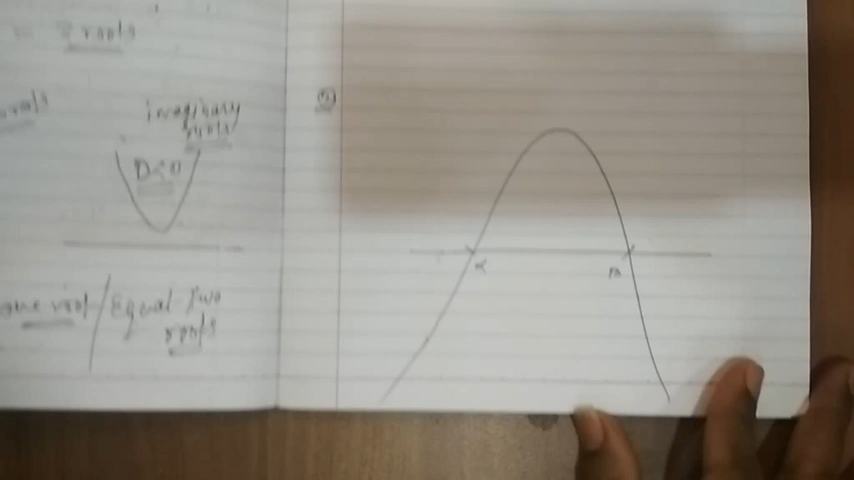 = 2 roots
imaginary
roots
D<0
one root / Equal Two
roots
α
β